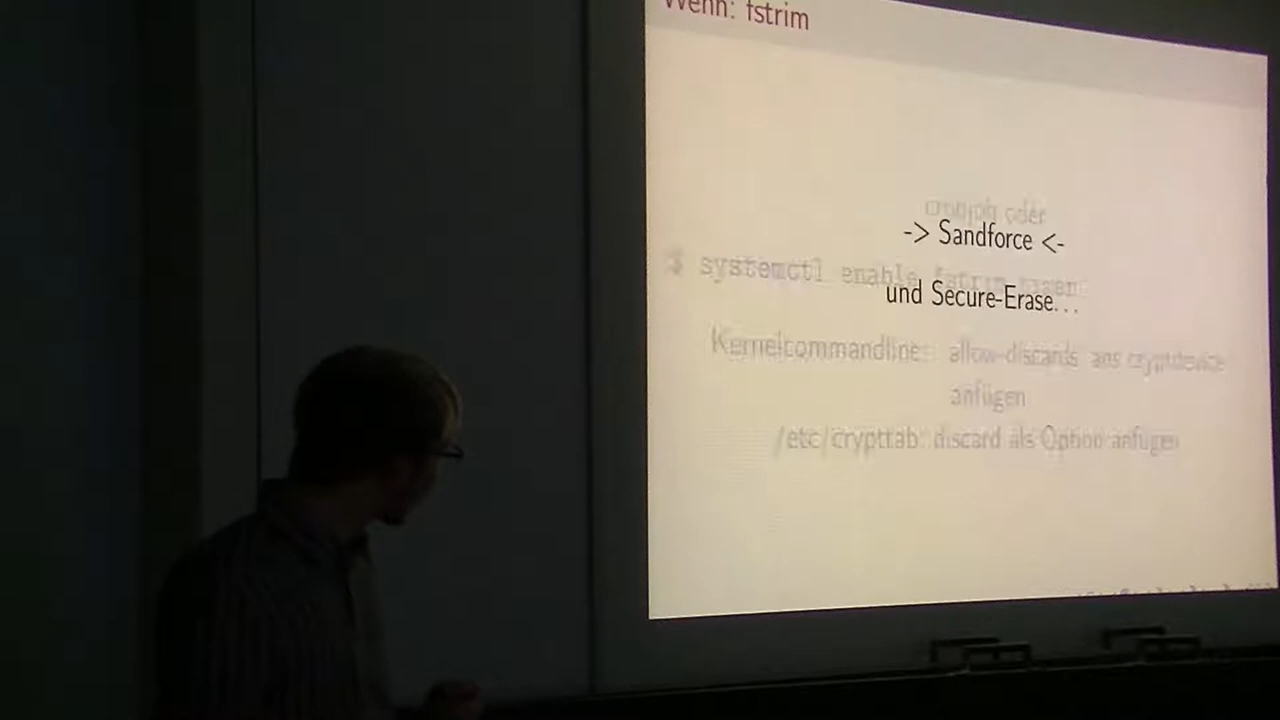 Wenn: fstrim
cronjob oder
-> Sandforce <-
$ systemctl enable fstrim.timer
und Secure-Erase...
Kernelcommandline: allow-discards ans cryptdevice
anfügen
/etc/crypttab: discard als Option anfügen